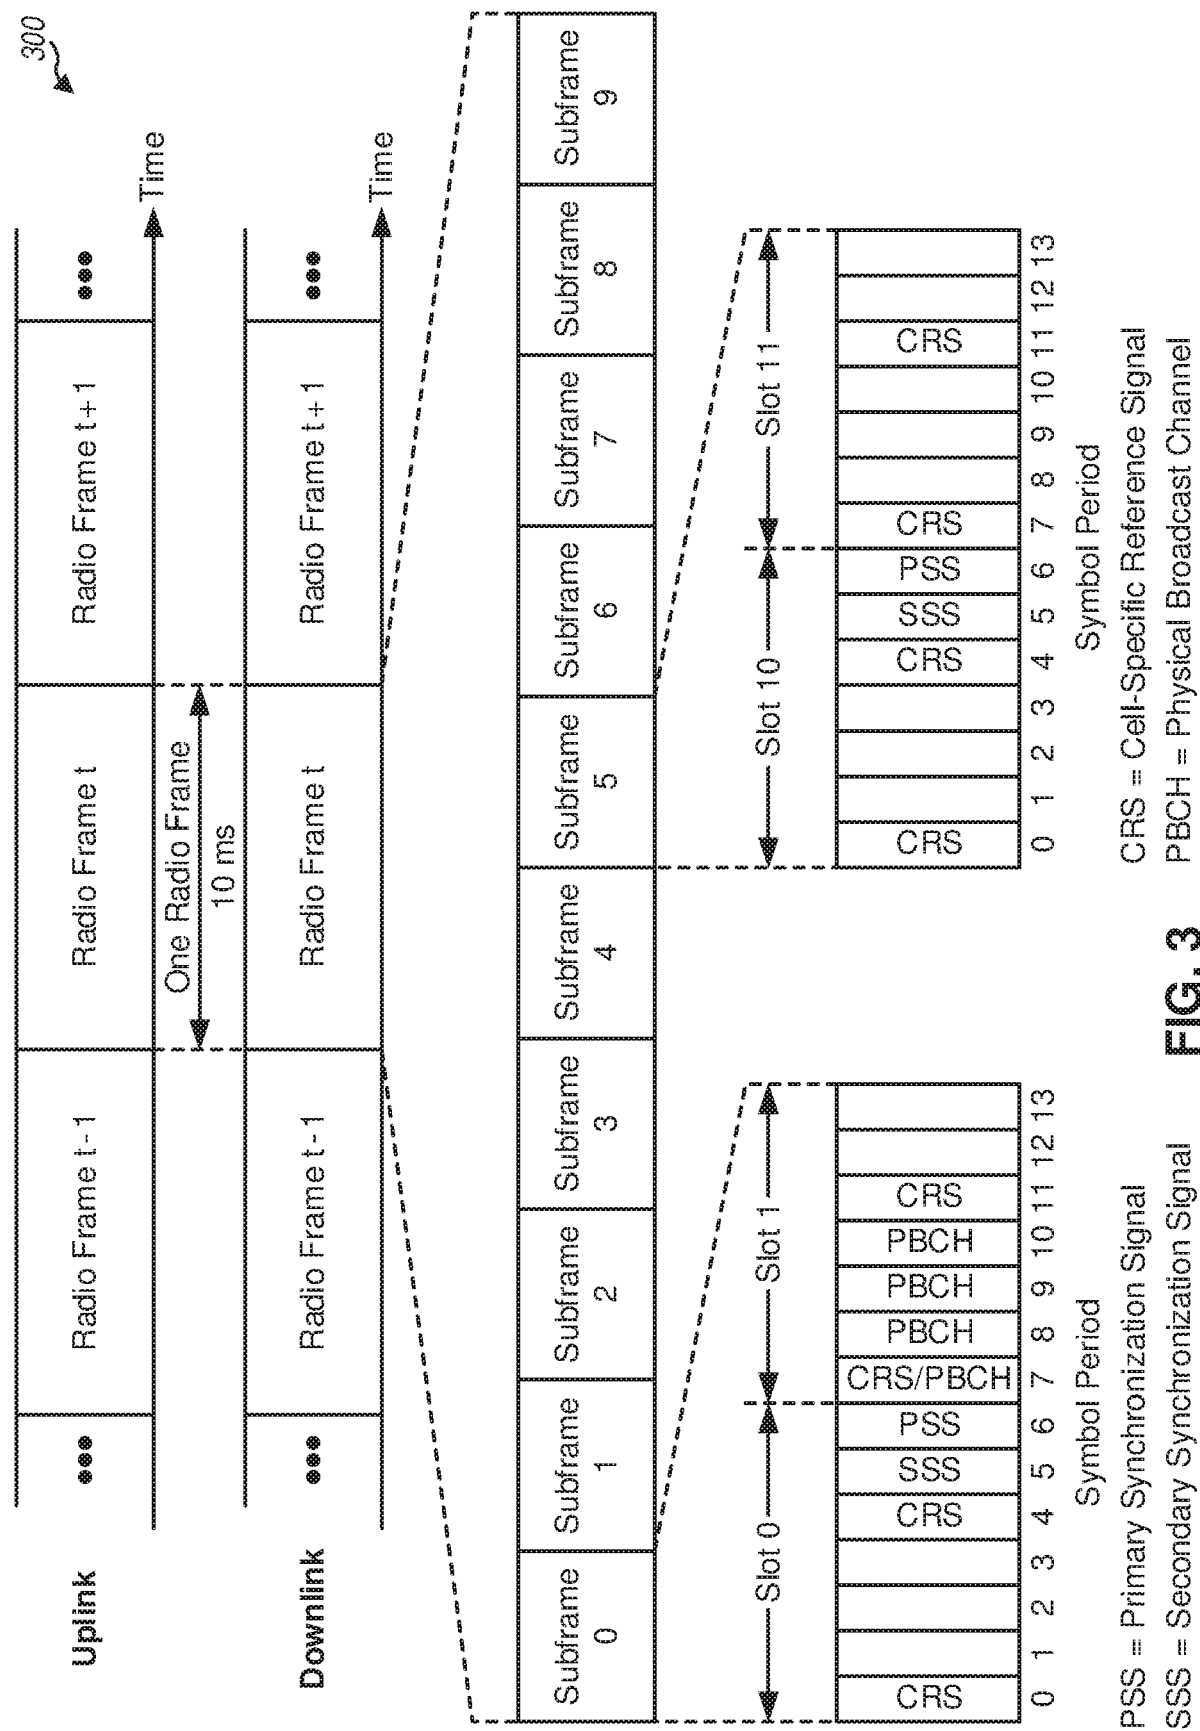 300
Uplink
••• Radio Frame t-1 Radio Frame t Radio Frame t+1 •••
Time
One Radio Frame
10 ms
Downlink
••• Radio Frame t-1 Radio Frame t Radio Frame t+1 •••
Time
Subframe 0
Subframe 1
Subframe 2
Subframe 3
Subframe 4
Subframe 5
Subframe 6
Subframe 7
Subframe 8
Subframe 9
Slot 0 Slot 1
CRS CRS SSS PSS CRS/PBCH PBCH PBCH PBCH CRS
0 1 2 3 4 5 6 7 8 9 10 11 12 13
Symbol Period
Slot 10 Slot 11
CRS CRS SSS PSS CRS CRS
0 1 2 3 4 5 6 7 8 9 10 11 12 13
Symbol Period
PSS = Primary Synchronization Signal
SSS = Secondary Synchronization Signal
CRS = Cell-Specific Reference Signal
PBCH = Physical Broadcast Channel
FIG. 3